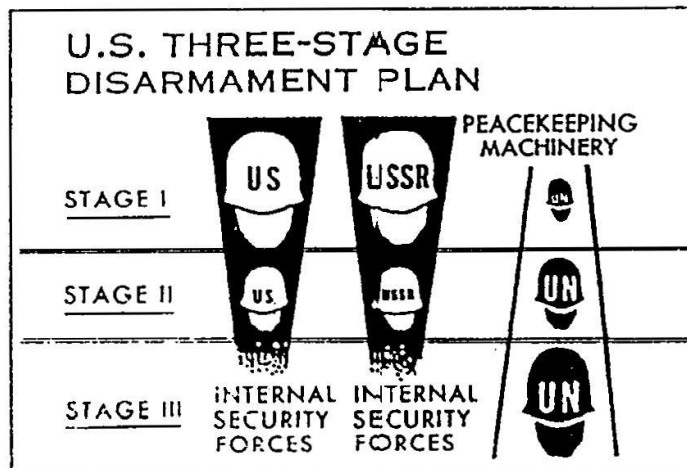 U.S. THREE-STAGE
DISARMAMENT PLAN
PEACEKEEPING
MACHINERY
STAGE I
US
USSR
UN
STAGE II
US
USSR
UN
STAGE III
INTERNAL
SECURITY
FORCES
INTERNAL
SECURITY
FORCES
UN